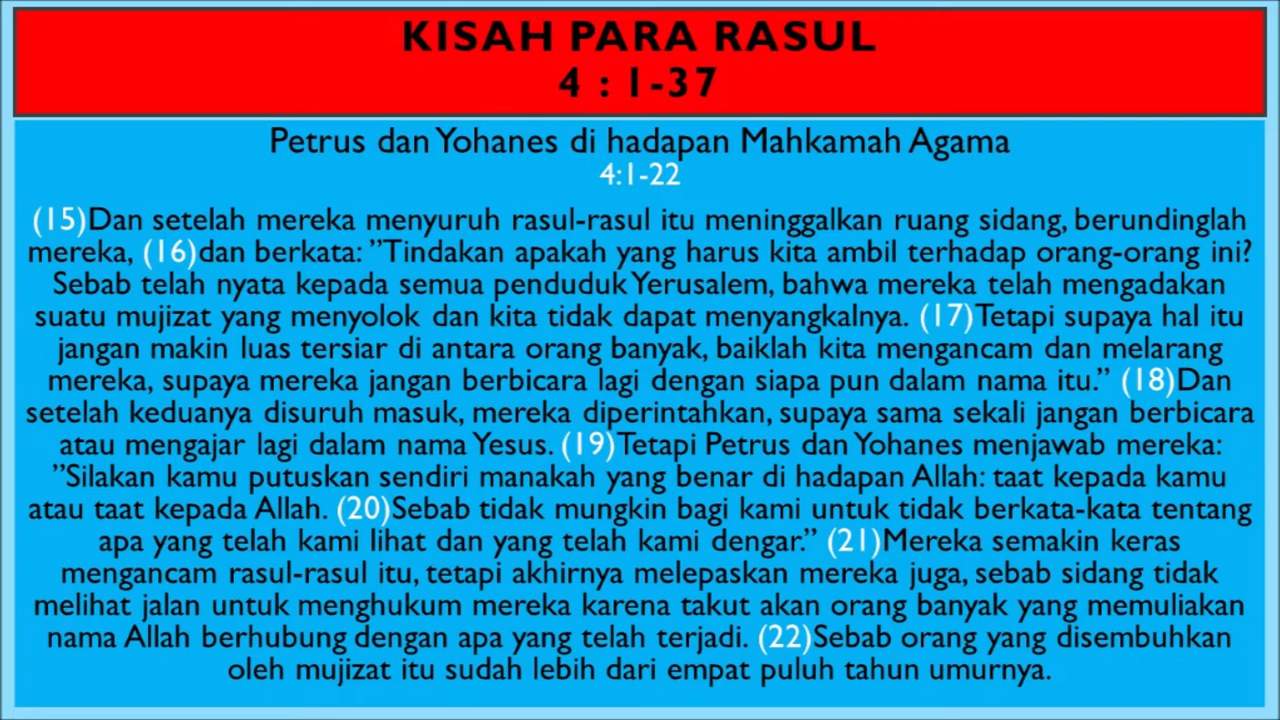 KISAH PARA RASUL
4 : 1-37
Petrus dan Yohanes di hadapan Mahkamah Agama
4:1-22
(15)Dan setelah mereka menyuruh rasul-rasul itu meninggalkan ruang sidang, berundinglah
mereka, (16)dan berkata: ”Tindakan apakah yang harus kita ambil terhadap orang-orang ini?
Sebab telah nyata kepada semua penduduk Yerusalem, bahwa mereka telah mengadakan
suatu mujizat yang menyolok dan kita tidak dapat menyangkalnya. (17)Tetapi supaya hal itu
jangan makin luas tersiar di antara orang banyak, baiklah kita mengancam dan melarang
mereka, supaya mereka jangan berbicara lagi dengan siapa pun dalam nama itu.” (18)Dan
setelah keduanya disuruh masuk, mereka diperintahkan, supaya sama sekali jangan berbicara
atau mengajar lagi dalam nama Yesus. (19)Tetapi Petrus dan Yohanes menjawab mereka:
”Silakan kamu putuskan sendiri manakah yang benar di hadapan Allah: taat kepada kamu
atau taat kepada Allah. (20)Sebab tidak mungkin bagi kami untuk tidak berkata-kata tentang
apa yang telah kami lihat dan yang telah kami dengar.” (21)Mereka semakin keras
mengancam rasul-rasul itu, tetapi akhirnya melepaskan mereka juga, sebab sidang tidak
melihat jalan untuk menghukum mereka karena takut akan orang banyak yang memuliakan
nama Allah berhubung dengan apa yang telah terjadi. (22)Sebab orang yang disembuhkan
oleh mujizat itu sudah lebih dari empat puluh tahun umurnya.